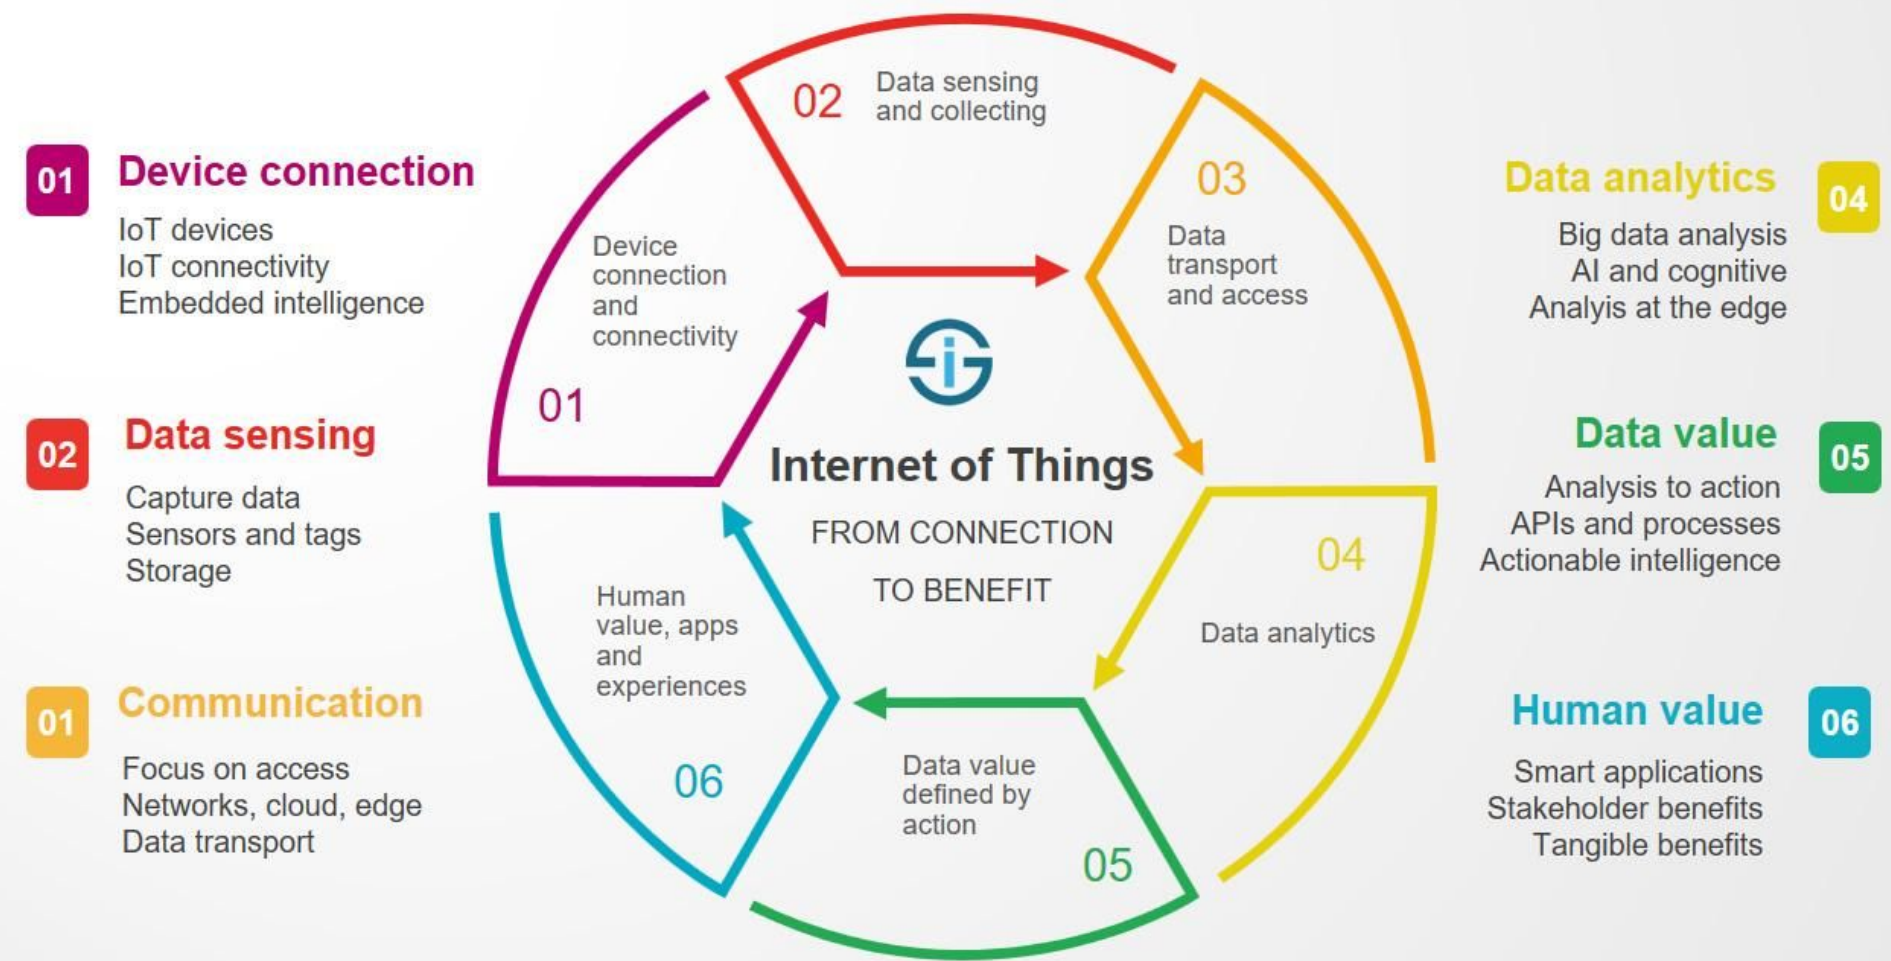 01
Device connection
IoT devices
IoT connectivity
Embedded intelligence
02
Data sensing
Capture data
Sensors and tags
Storage
01
Communication
Focus on access
Networks, cloud, edge
Data transport
02
Data sensing
and collecting
03
Data
transport
and access
Device
connection
and
connectivity
01
Internet of Things
FROM CONNECTION
TO BENEFIT
04
Data analytics
Human
value, apps
and
experiences
06
Data value
defined by
action
05
Data analytics
04
Big data analysis
AI and cognitive
Analyis at the edge
Data value
05
Analysis to action
APIs and processes
Actionable intelligence
Human value
06
Smart applications
Stakeholder benefits
Tangible benefits